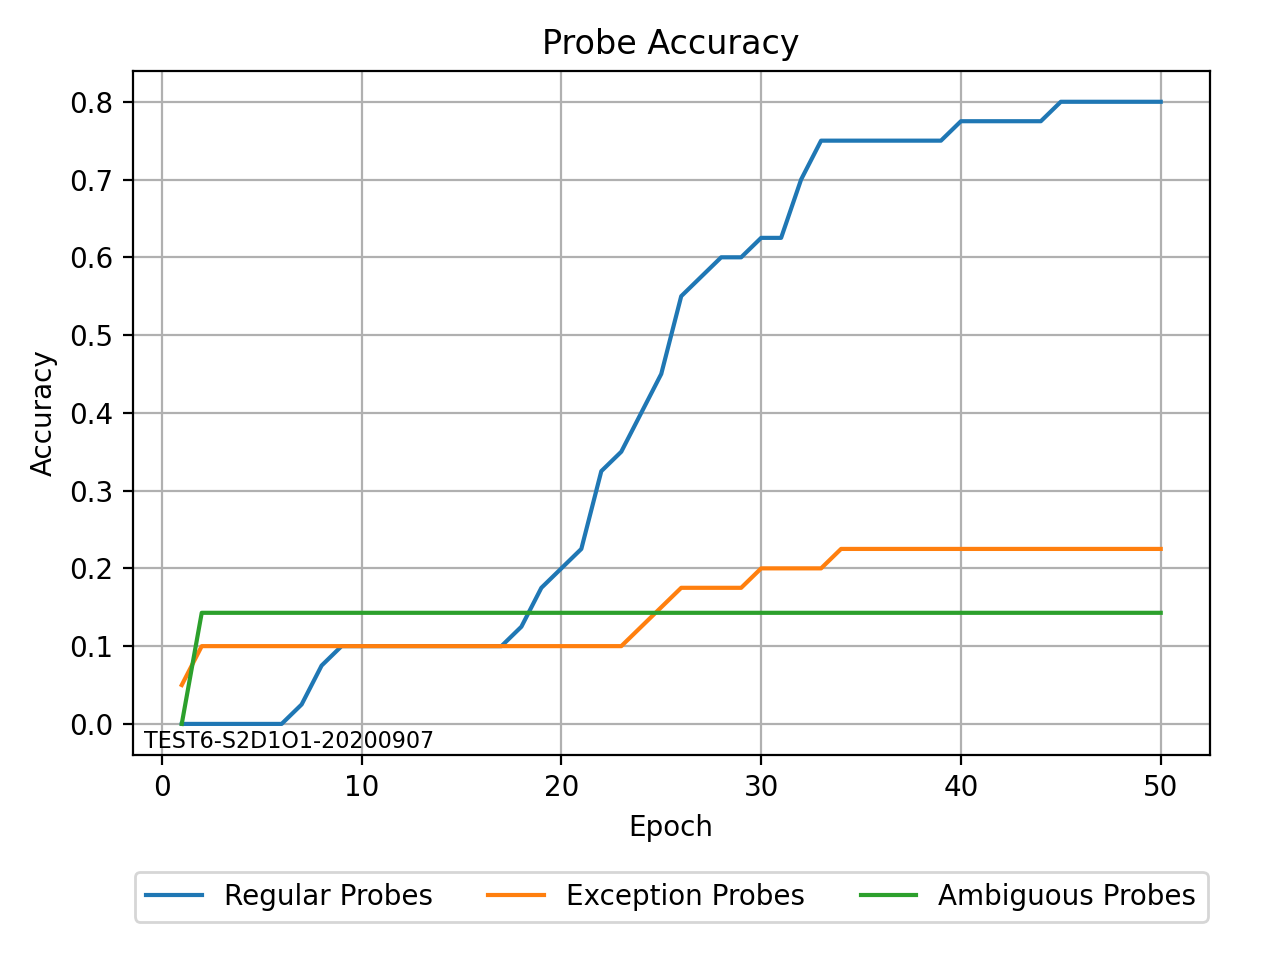 Probe Accuracy
0.8
0.7
0.6
0.5
0.4
0.3
0.2
0.1
0.0
Accuracy
TEST6-S2D1O1-20200907
0 10 20 30 40 50
Epoch
Regular Probes Exception Probes Ambiguous Probes